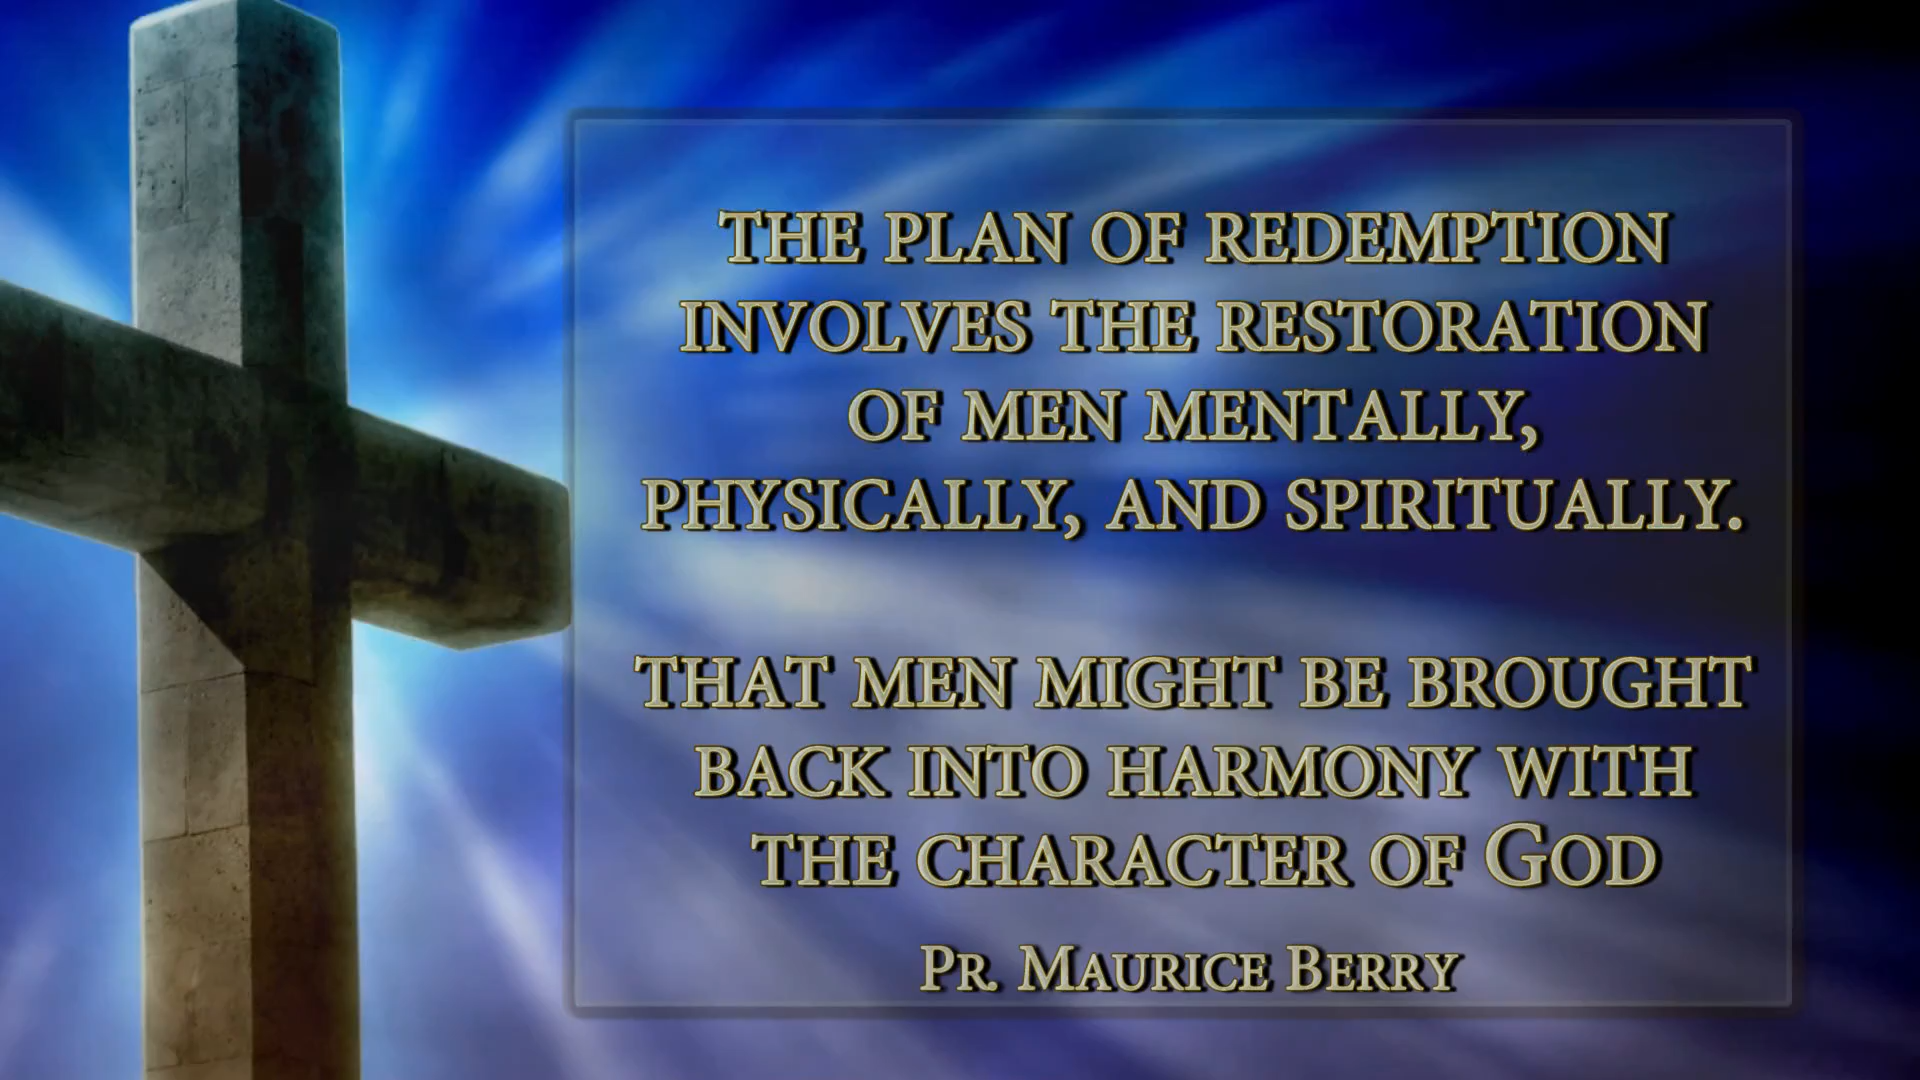 THE PLAN OF REDEMPTION
INVOLVES THE RESTORATION
OF MEN MENTALLY,
PHYSICALLY, AND SPIRITUALLY.
THAT MEN MIGHT BE BROUGHT
BACK INTO HARMONY WITH
THE CHARACTER OF GOD
PR. MAURICE BERRY